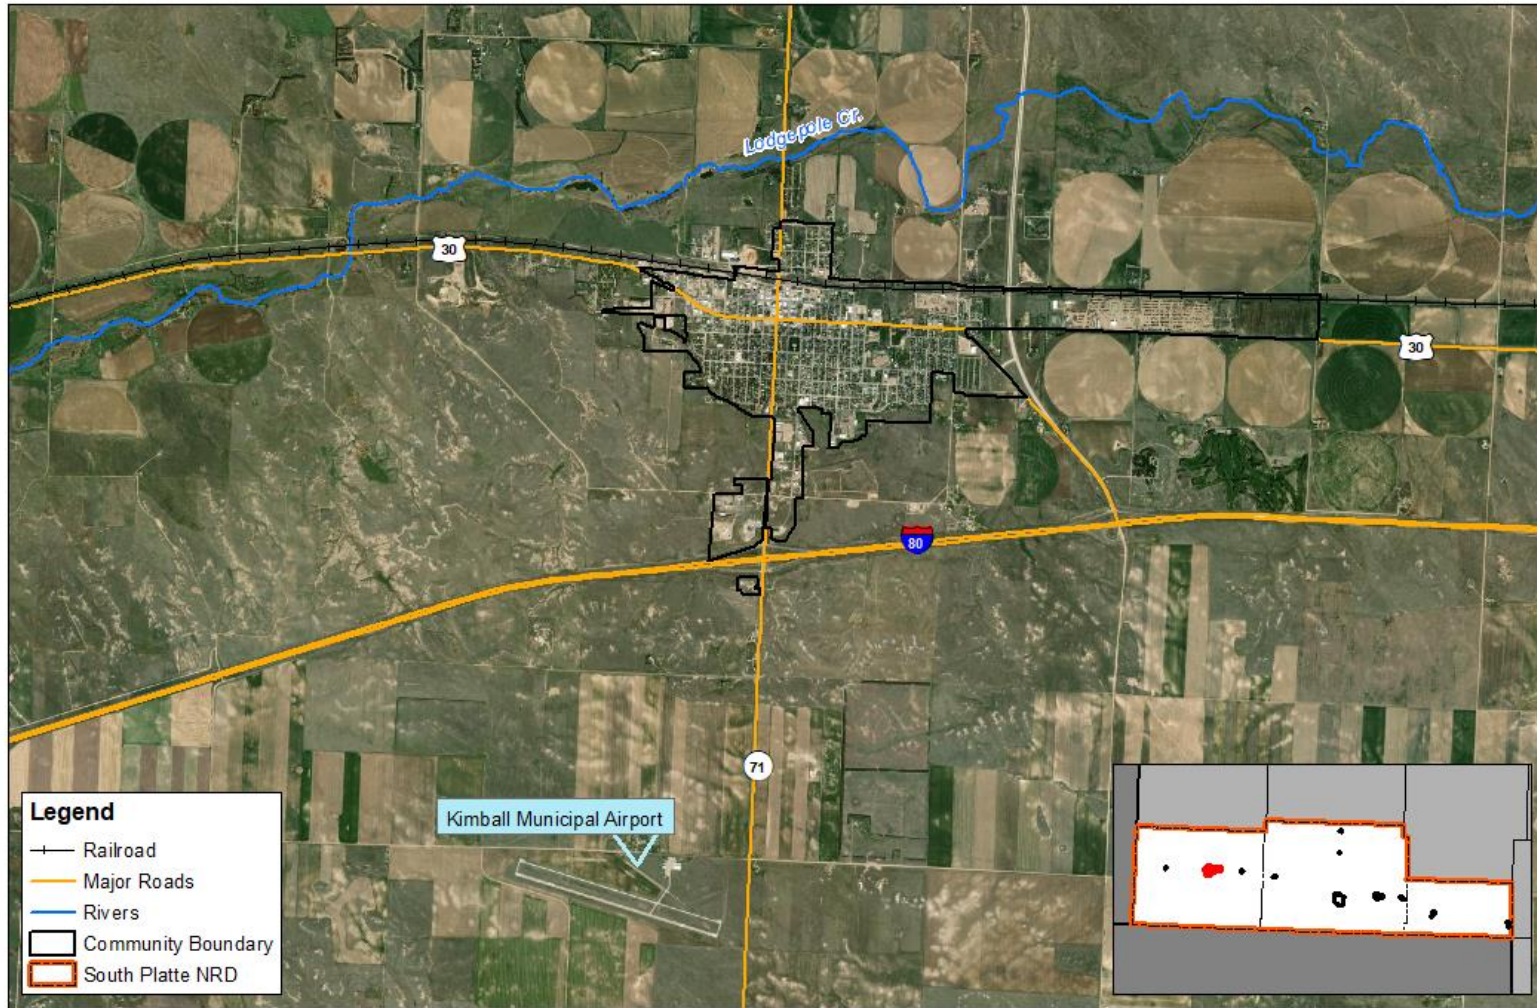 Lodgepole Cr.
30
30
80
71
Kimball Municipal Airport
Legend
Railroad
Major Roads
Rivers
Community Boundary
South Platte NRD